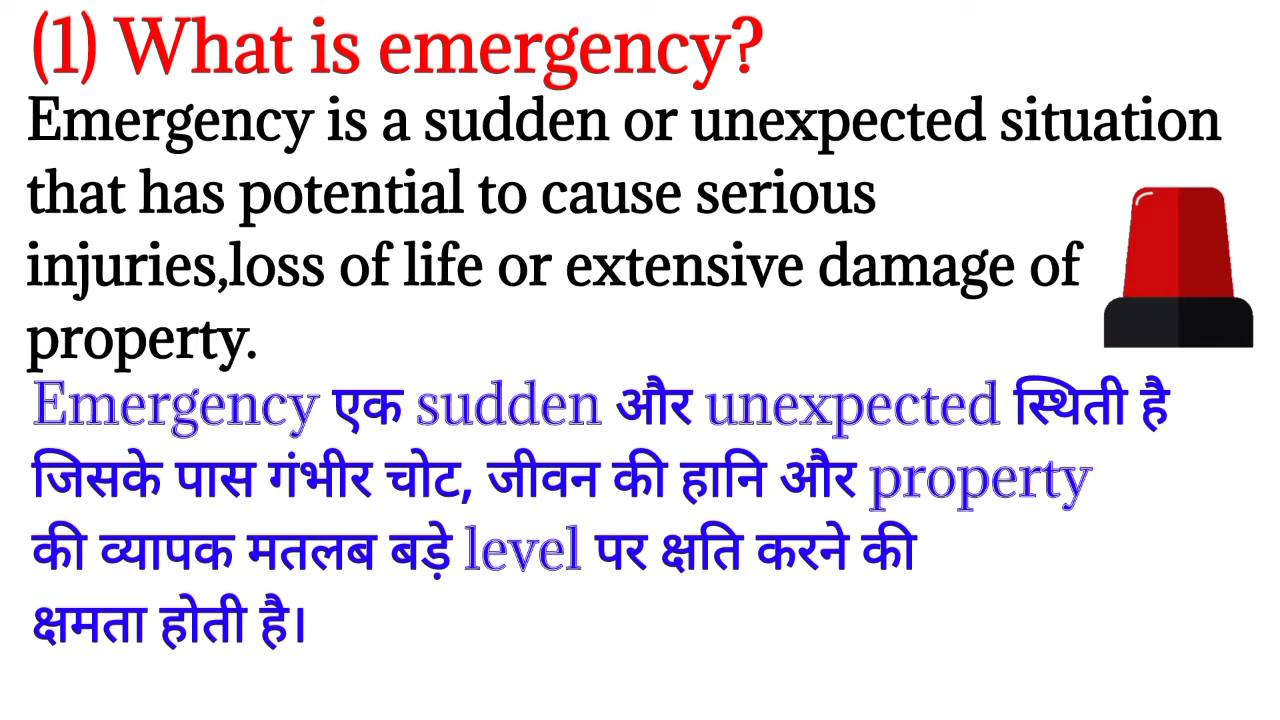 (1) What is emergency?
Emergency is a sudden or unexpected situation
that has potential to cause serious
injuries,loss of life or extensive damage of
property.
Emergency एक sudden और unexpected स्थिती है
जिसके पास गंभीर चोट, जीवन की हानि और property
की व्यापक मतलब बड़े level पर क्षति करने की
क्षमता होती है।